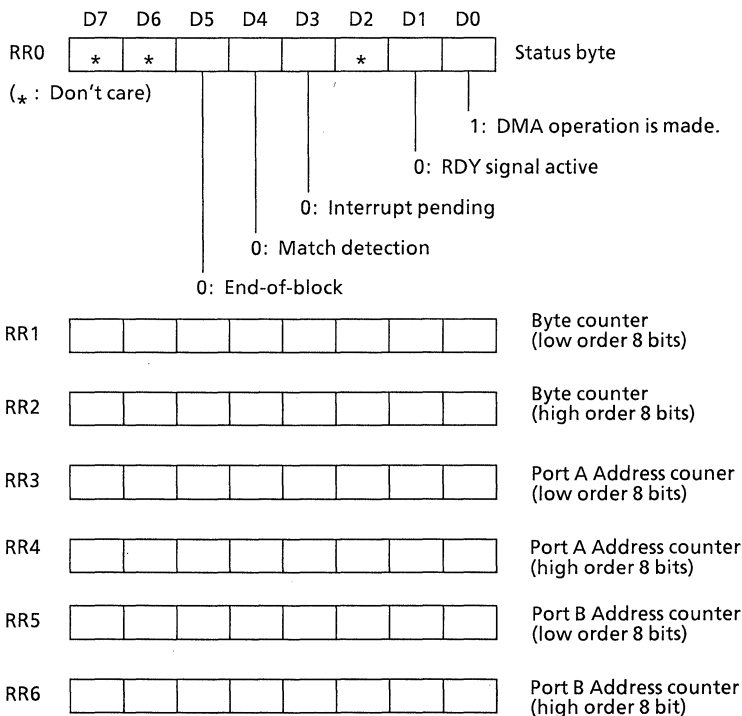 D7 D6 D5 D4 D3 D2 D1 D0
RR0 * * * Status byte
(* : Don't care)
1: DMA operation is made.
0: RDY signal active
0: Interrupt pending
0: Match detection
0: End-of-block
RR1 Byte counter
(low order 8 bits)
RR2 Byte counter
(high order 8 bits)
RR3 Port A Address couner
(low order 8 bits)
RR4 Port A Address counter
(high order 8 bits)
RR5 Port B Address counter
(low order 8 bits)
RR6 Port B Address counter
(high order 8 bit)